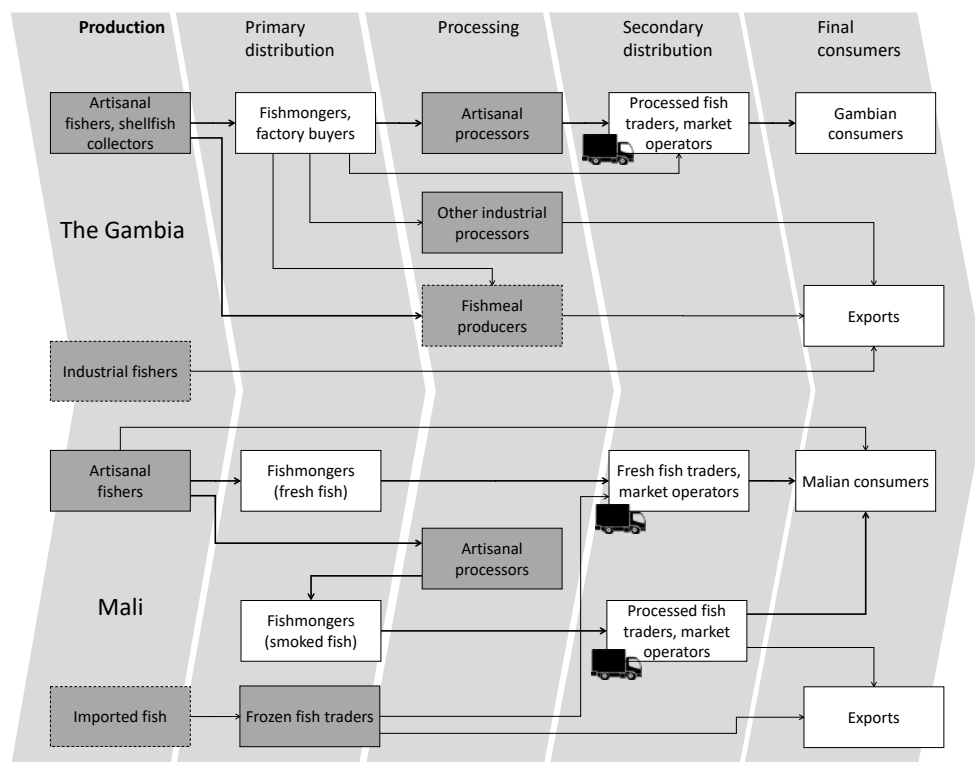 Production
Primary
distribution
Processing
Secondary
distribution
Final
consumers
Artisanal
fishers, shellfish
collectors
Fishmongers,
factory buyers
Artisanal
processors
Processed fish
traders, market
operators
Gambian
consumers
The Gambia
Other industrial
processors
Fishmeal
producers
Exports
Industrial fishers
Artisanal
fishers
Fishmongers
(fresh fish)
Fresh fish traders,
market operators
Malian consumers
Artisanal
processors
Mali
Fishmongers
(smoked fish)
Processed fish
traders, market
operators
Imported fish
Frozen fish traders
Exports